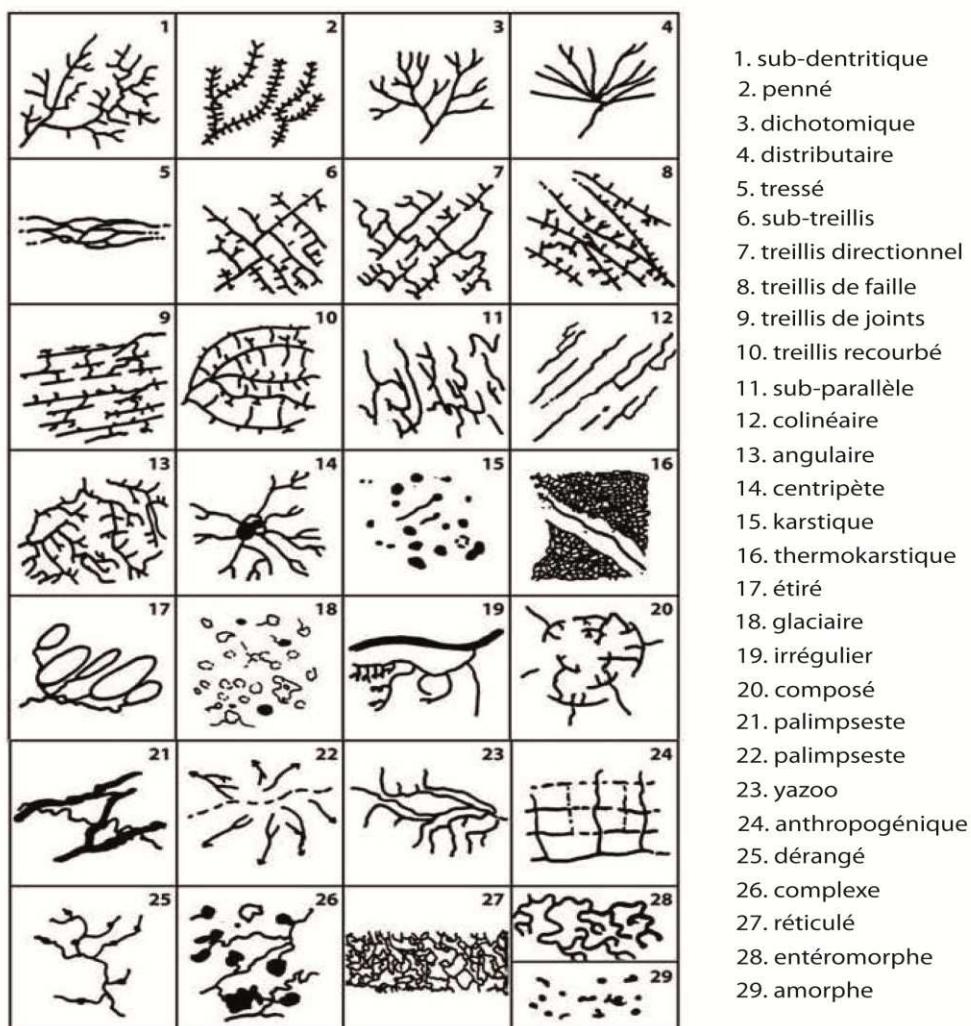 1 2 3 4
5 6 7 8
9 10 11 12
13 14 15 16
17 18 19 20
21 22 23 24
25 26 27 28
29
1. sub-dentritique
2. penné
3. dichotomique
4. distributaire
5. tressé
6. sub-treillis
7. treillis directionnel
8. treillis de faille
9. treillis de joints
10. treillis recourbé
11. sub-parallèle
12. colinéaire
13. angulaire
14. centripète
15. karstique
16. thermokarstique
17. étiré
18. glaciaire
19. irrégulier
20. composé
21. palimpseste
22. palimpseste
23. yazoo
24. anthropogénique
25. dérangé
26. complexe
27. réticulé
28. entéromorphe
29. amorphe